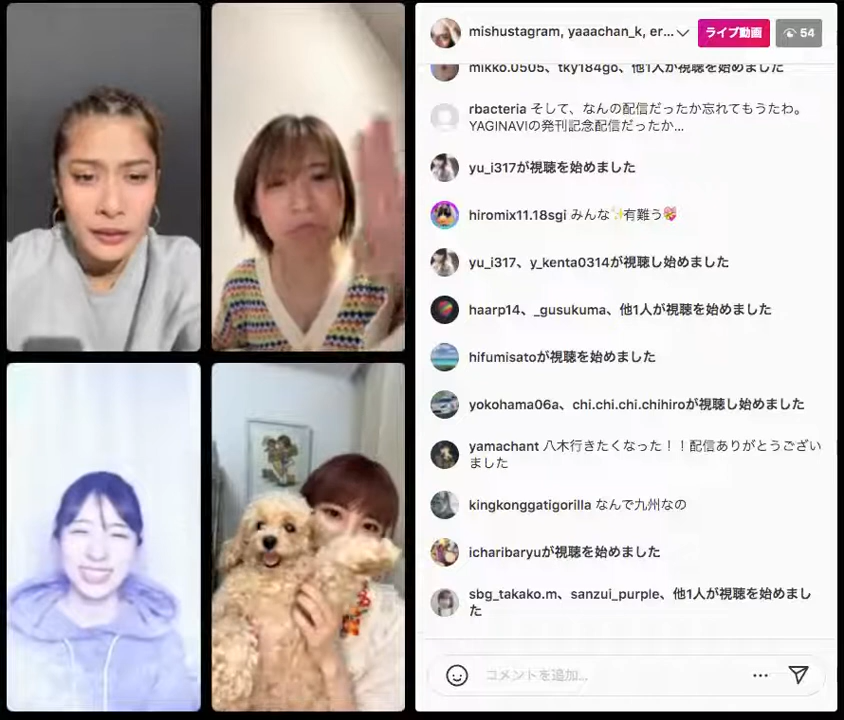 mishustagram, yaaachan_k, er...
ライブ動画
54
mikko.0505、tky184go、他1人が視聴を始めました
rbacteria そして、なんの配信だったか忘れてもうたわ。
YAGINAVIの発刊記念配信だったか...
yu_i317が視聴を始めました
hiromix11.18sgi みんな✨有難う💝
yu_i317、y_kenta0314が視聴し始めました
haarp14、_gusukuma、他1人が視聴を始めました
hifumisatoが視聴を始めました
yokohama06a、chi.chi.chi.chihiroが視聴し始めました
yamachant 八木行きたくなった！！配信ありがとうござい
ました
kingkonggatigorilla なんで九州なの
icharibaryuが視聴を始めました
sbg_takako.m、sanzui_purple、他1人が視聴を始めまし
た
コメントを追加...